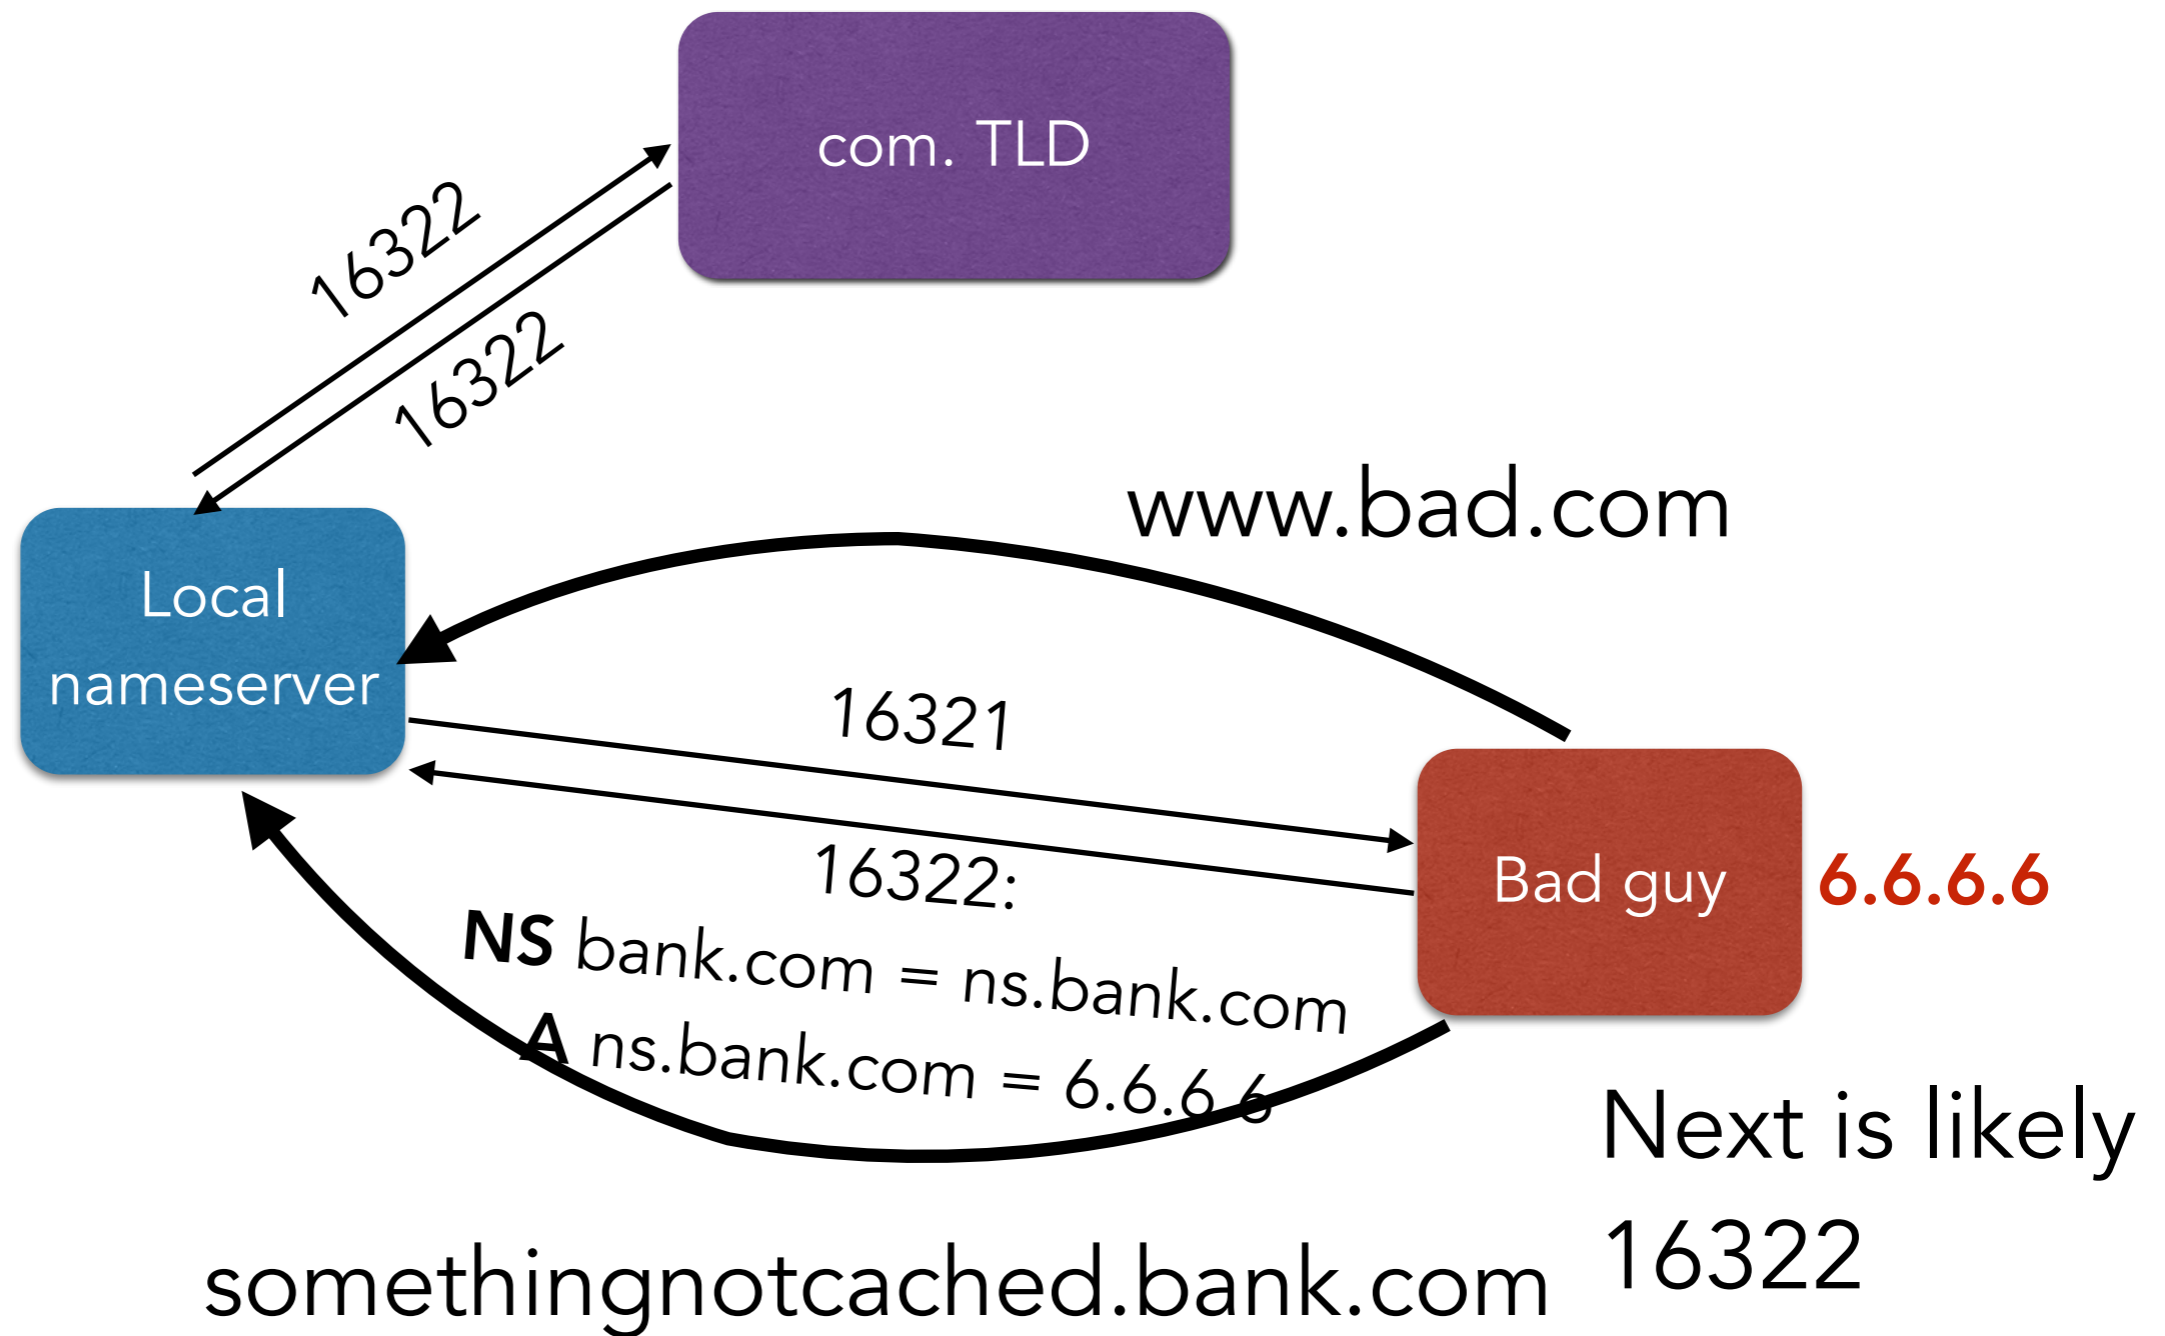 com. TLD
16322
16322
www.bad.com
Local
nameserver
16321
16322:
NS bank.com = ns.bank.com
A ns.bank.com = 6.6.6.6
Bad guy
6.6.6.6
Next is likely
16322
somethingnotcached.bank.com